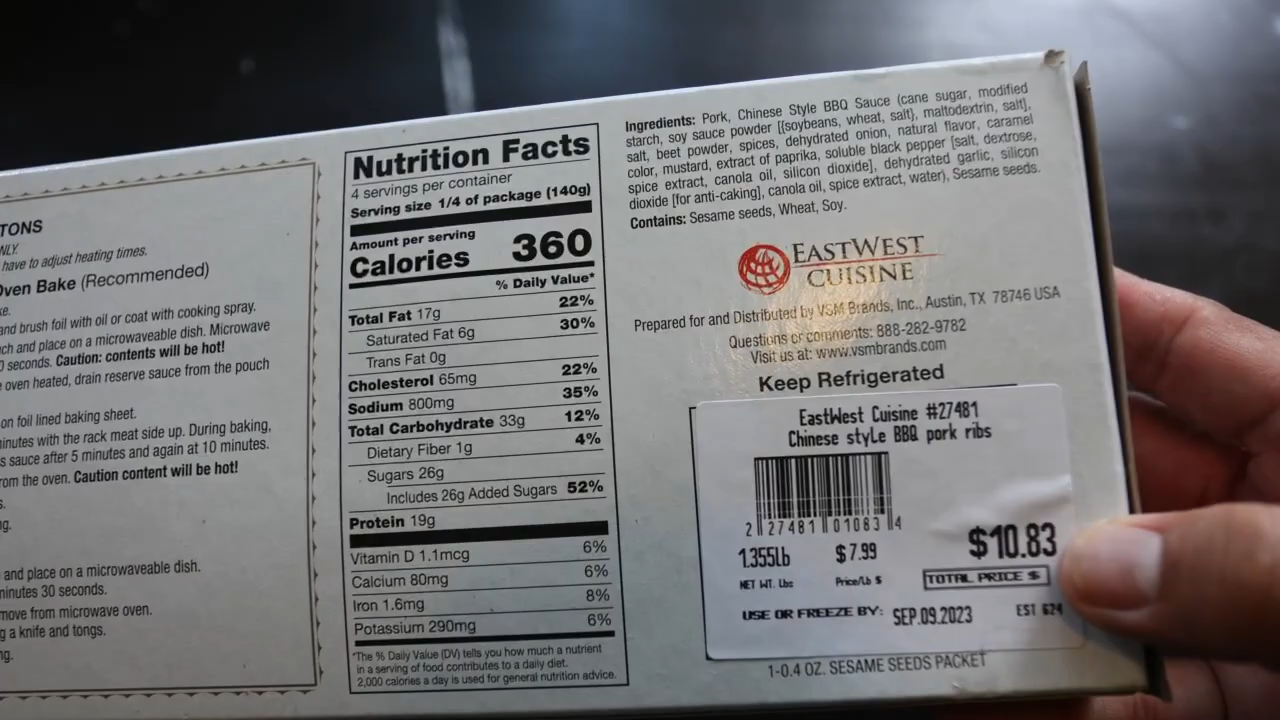 TONS
NLY.
have to adjust heating times.
Oven Bake (Recommended)
ke.
and brush foil with oil or coat with cooking spray.
ch and place on a microwaveable dish. Microwave
0 seconds. Caution: contents will be hot!
oven heated, drain reserve sauce from the pouch
on foil lined baking sheet.
inutes with the rack meat side up. During baking,
s sauce after 5 minutes and again at 10 minutes.
rom the oven. Caution content will be hot!
s.
ng.
and place on a microwaveable dish.
minutes 30 seconds.
move from microwave oven.
g a knife and tongs.
ng.
Nutrition Facts
4 servings per container
Serving size 1/4 of package (140g)
Amount per serving
Calories 360
% Daily Value*
Total Fat 17g 22%
Saturated Fat 6g 30%
Trans Fat 0g
Cholesterol 65mg 22%
Sodium 800mg 35%
Total Carbohydrate 33g 12%
Dietary Fiber 1g 4%
Sugars 26g
Includes 26g Added Sugars 52%
Protein 19g
Vitamin D 1.1mcg 6%
Calcium 80mg 6%
Iron 1.6mg 8%
Potassium 290mg 6%
*The % Daily Value (DV) tells you how much a nutrient
in a serving of food contributes to a daily diet.
2,000 calories a day is used for general nutrition advice.
Ingredients: Pork, Chinese Style BBQ Sauce (cane sugar, modified
starch, soy sauce powder [[soybeans, wheat, salt}, maltodextrin, salt],
salt, beet powder, spices, dehydrated onion, natural flavor, caramel
color, mustard, extract of paprika, soluble black pepper [salt, dextrose,
spice extract, canola oil, silicon dioxide], dehydrated garlic, silicon
dioxide [for anti-caking], canola oil, spice extract, water), Sesame seeds.
Contains: Sesame seeds, Wheat, Soy.
EASTWEST
CUISINE
Prepared for and Distributed by VSM Brands, Inc., Austin, TX 78746 USA
Questions or comments: 888-282-9782
Visit us at: www.vsmbrands.com
Keep Refrigerated
EastWest Cuisine #27481
Chinese style BBQ pork ribs
2 27481 01083 4
1.355lb $7.99 $10.83
NET WT. Lbs Price/Lb $ TOTAL PRICE $
USE OR FREEZE BY: SEP.09.2023 EST 624
1-0.4 OZ. SESAME SEEDS PACKET